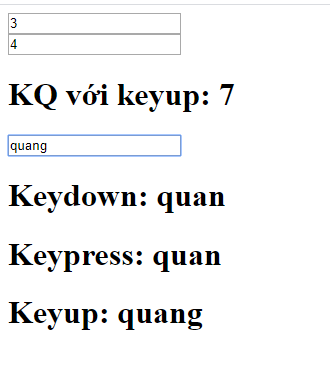 3
4
KQ với keyup: 7
quang
Keydown: quan
Keypress: quan
Keyup: quang